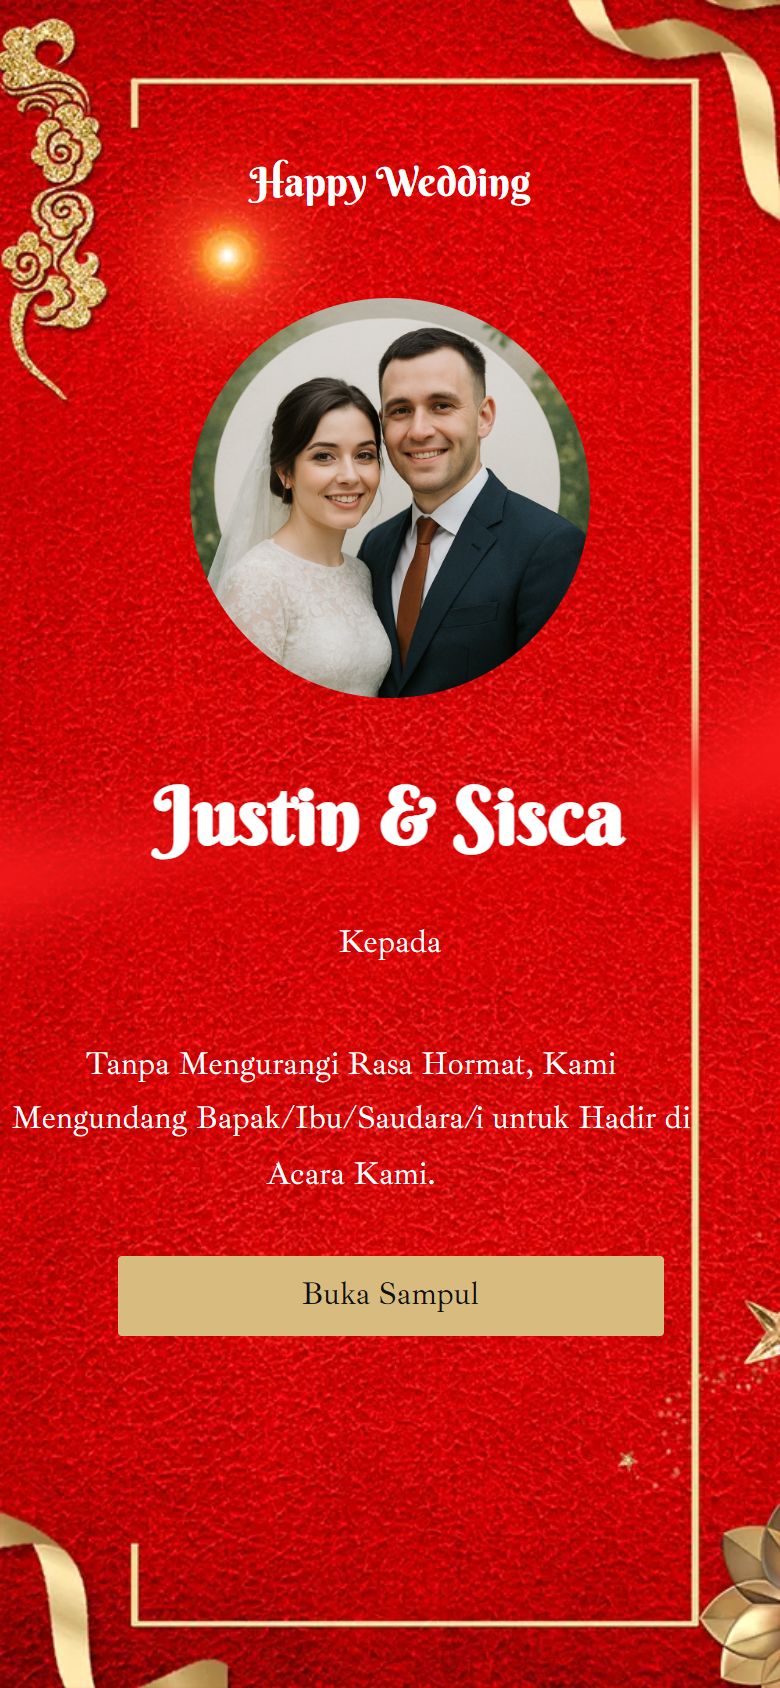 Happy Wedding
Justin & Sisca
Kepada
Tanpa Mengurangi Rasa Hormat, Kami
Mengundang Bapak/Ibu/Saudara/i untuk Hadir di
Acara Kami.
Buka Sampul